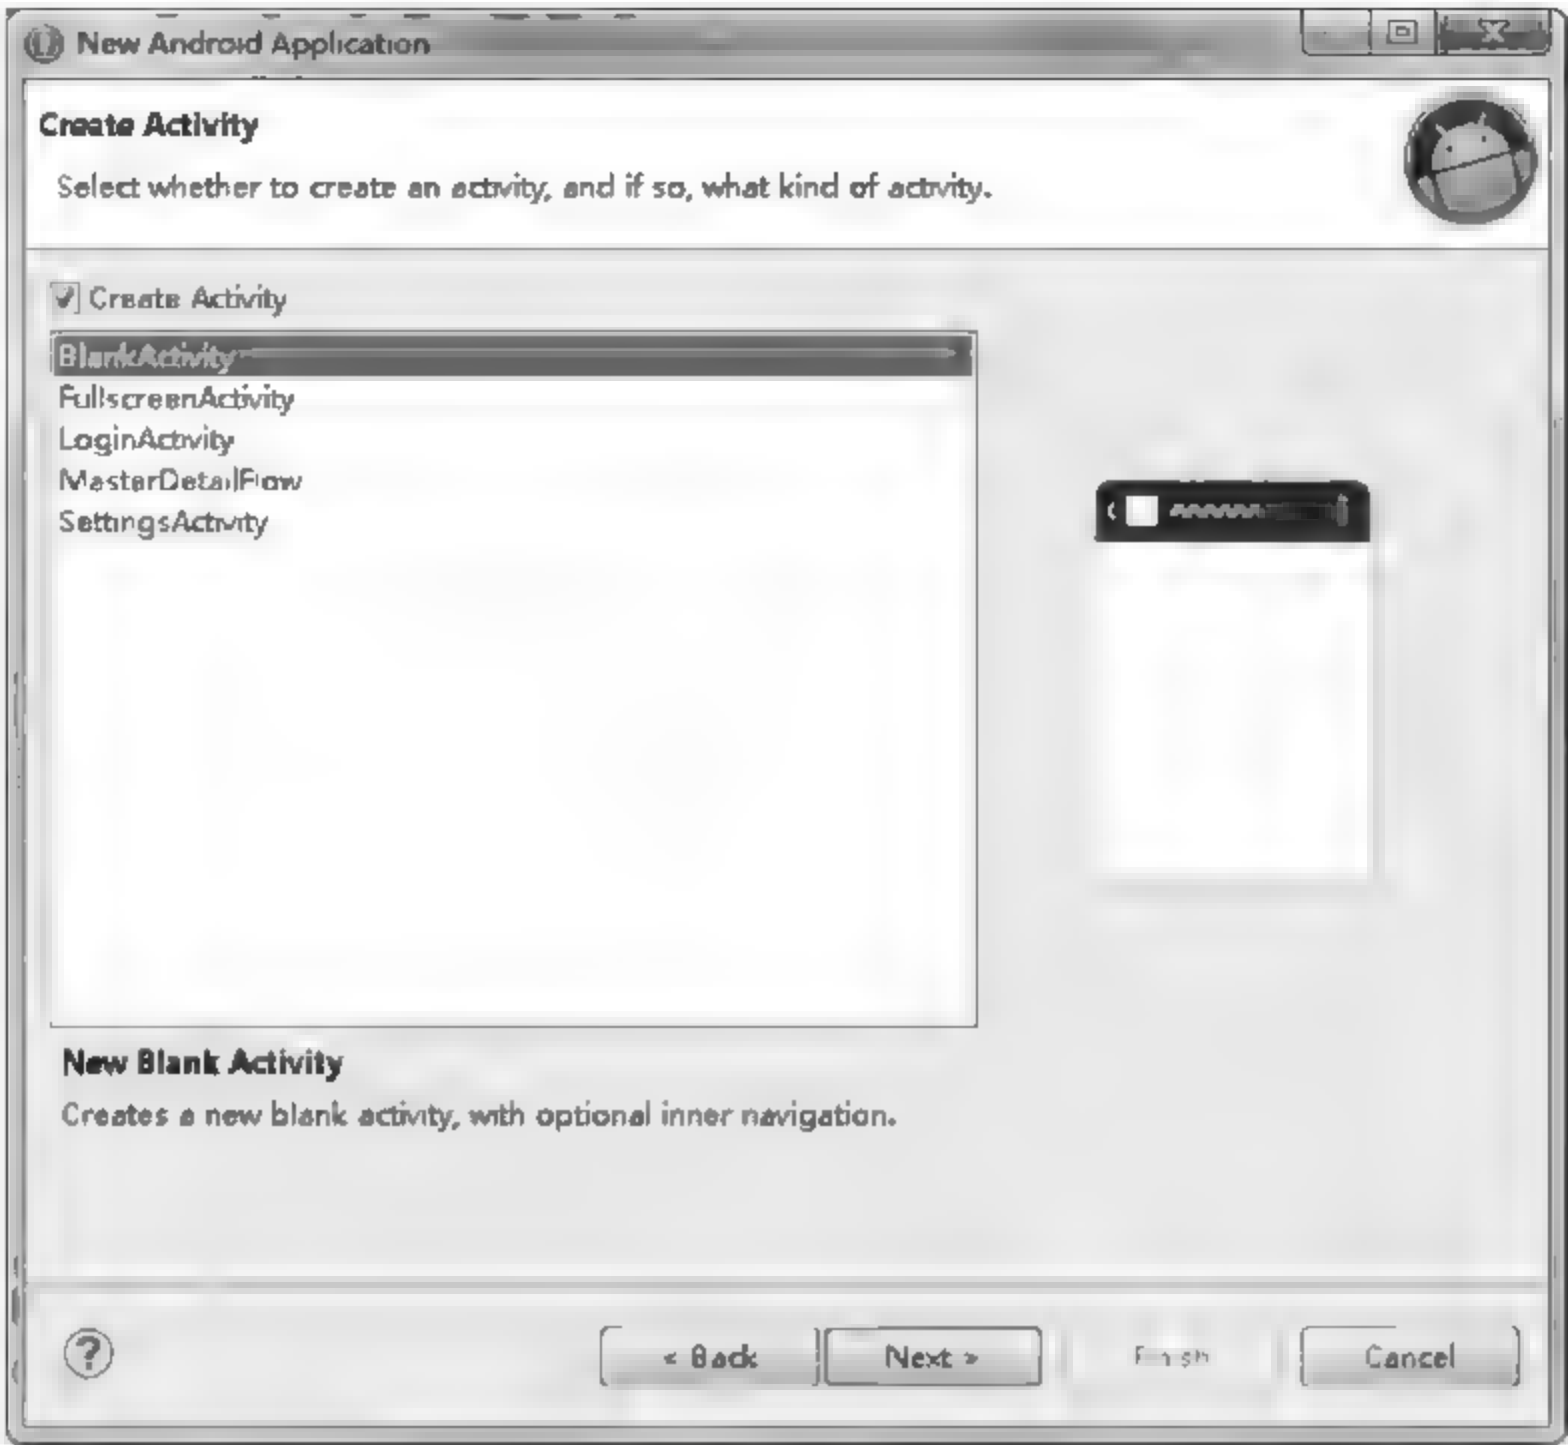 New Android Application
Create Activity
Select whether to create an activity, and if so, what kind of activity.
Create Activity
BlankActivity
FullscreenActivity
LoginActivity
MasterDetailFlow
SettingsActivity
New Blank Activity
Creates a new blank activity, with optional inner navigation.
? < Back Next > Finish Cancel